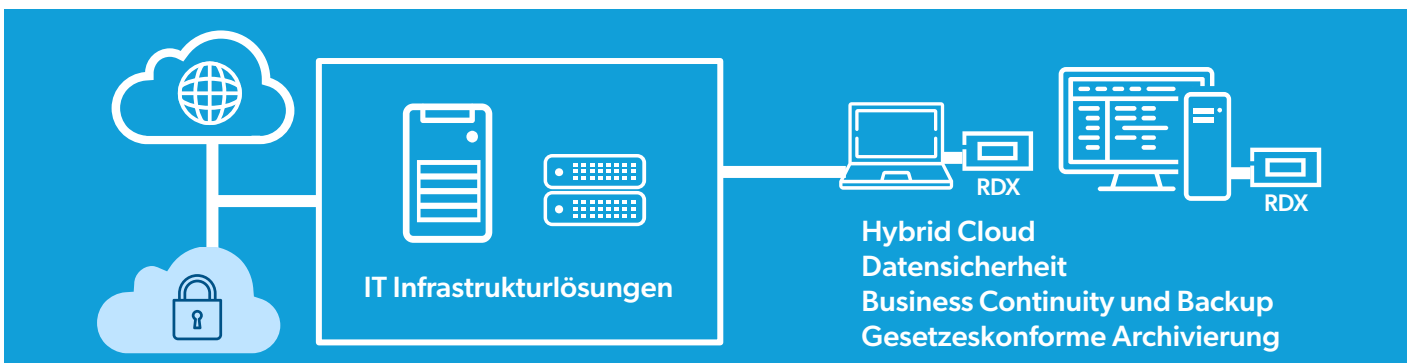 IT Infrastrukturlösungen
RDX
RDX
Hybrid Cloud
Datensicherheit
Business Continuity und Backup
Gesetzeskonforme Archivierung